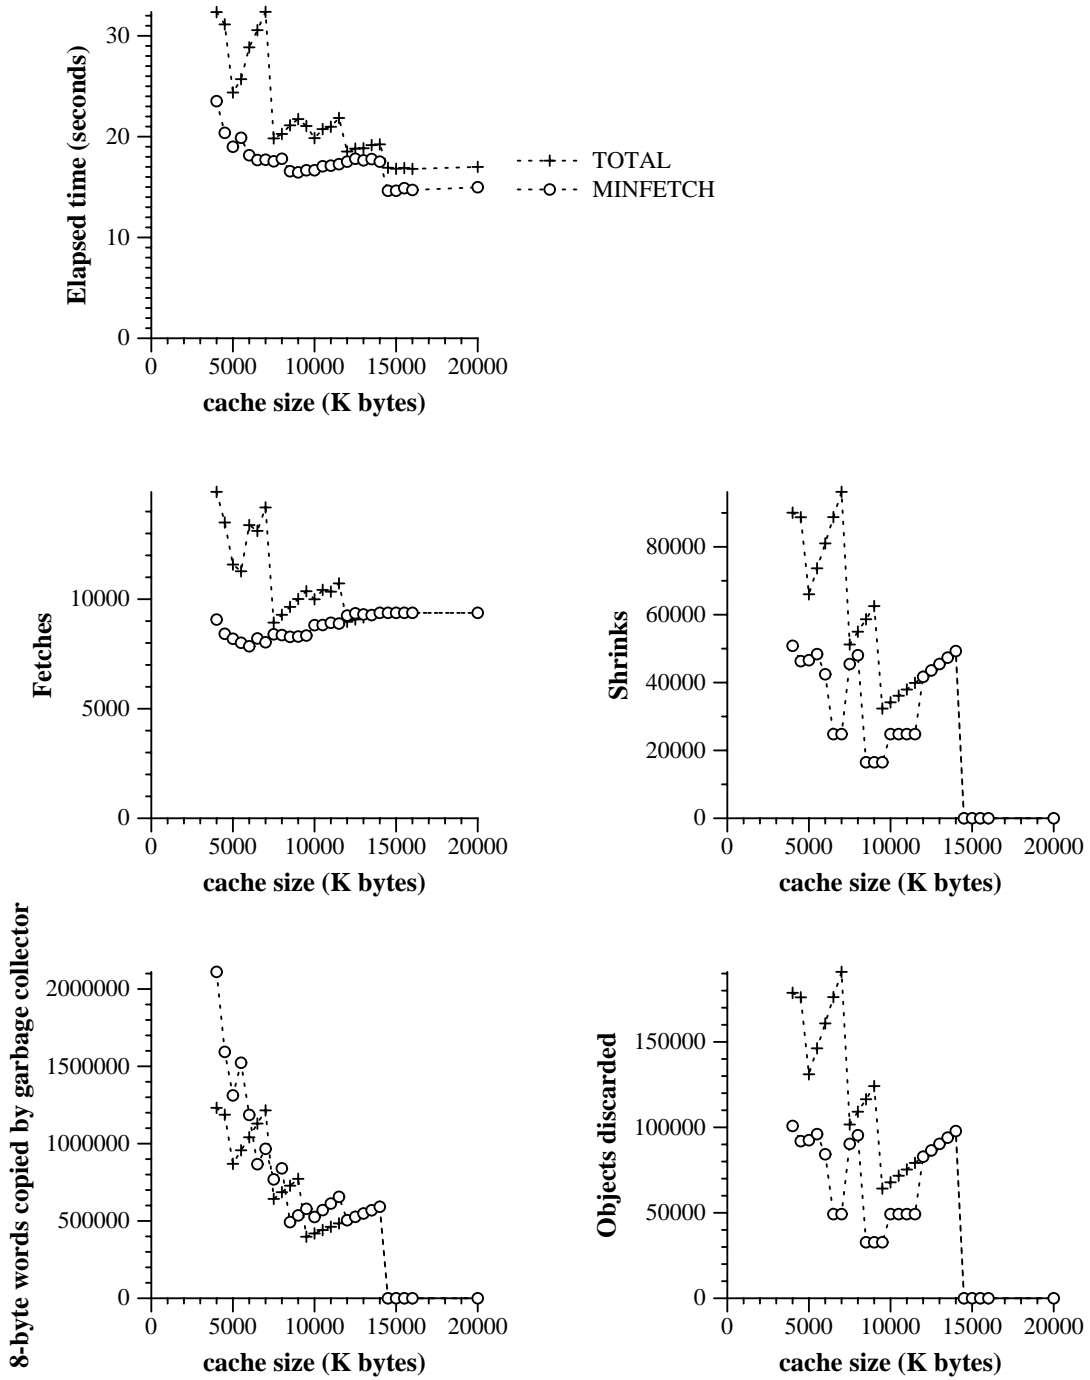 Elapsed time (seconds)
30
20
10
0
0 5000 10000 15000 20000
cache size (K bytes)
TOTAL
MINFETCH
Fetches
10000
5000
0
0 5000 10000 15000 20000
cache size (K bytes)
Shrinks
80000
60000
40000
20000
0
0 5000 10000 15000 20000
cache size (K bytes)
8-byte words copied by garbage collector
2000000
1500000
1000000
500000
0
0 5000 10000 15000 20000
cache size (K bytes)
Objects discarded
150000
100000
50000
0
0 5000 10000 15000 20000
cache size (K bytes)